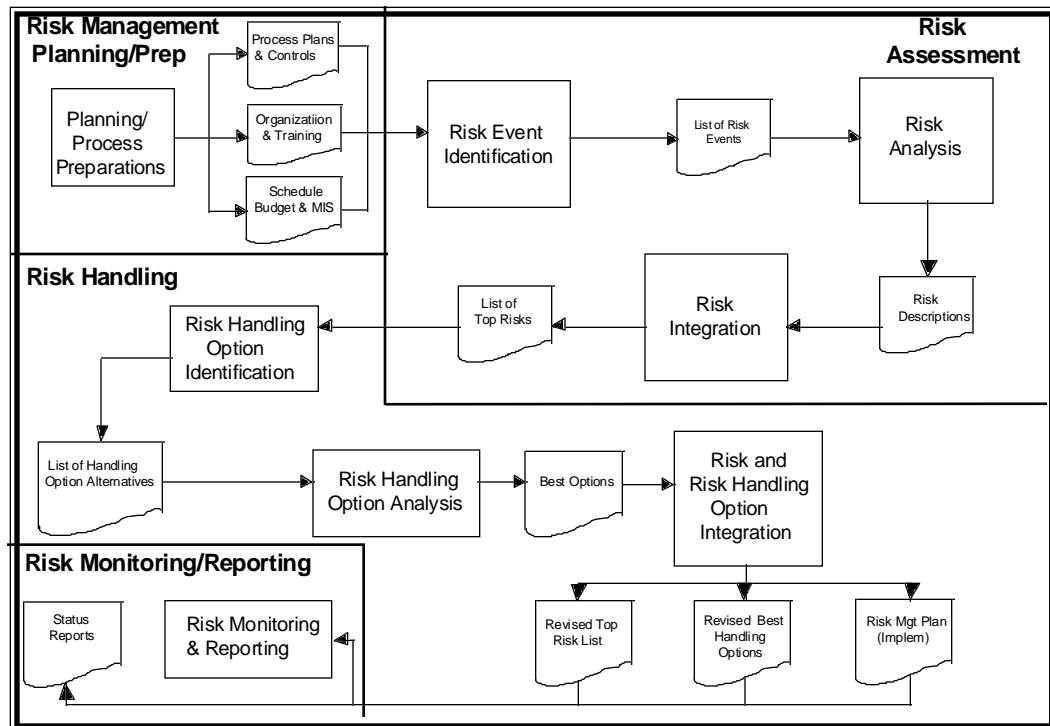 Risk Management
Planning/Prep
Process Plans
& Controls
Planning/
Process
Preparations
Organizatiion
& Training
Schedule
Budget & MIS
Risk
Assessment
Risk Event
Identification
List of Risk
Events
Risk
Analysis
Risk
Descriptions
Risk
Integration
List of
Top Risks
Risk Handling
Risk Handling
Option
Identification
List of Handling
Option Alternatives
Risk Handling
Option Analysis
Best Options
Risk and
Risk Handling
Option
Integration
Revised Top
Risk List
Revised Best
Handling
Options
Risk Mgt Plan
(Implem)
Risk Monitoring/Reporting
Status
Reports
Risk Monitoring
& Reporting